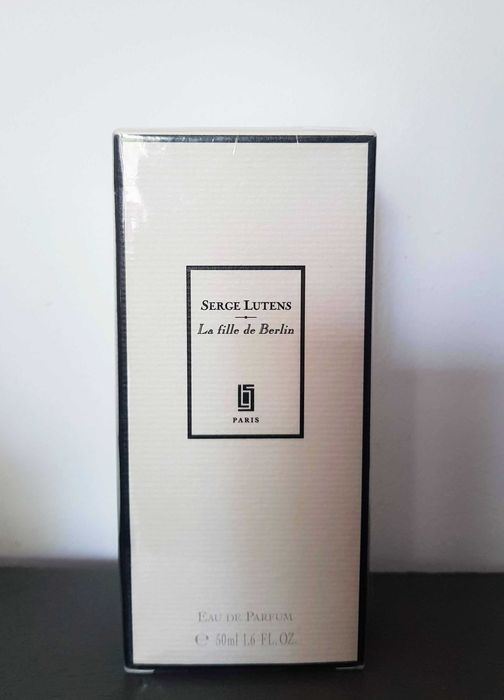 SERGE LUTENS
La fille de Berlin
PARIS
EAU DE PARFUM
℮ 50ml 1.6 FL.OZ.